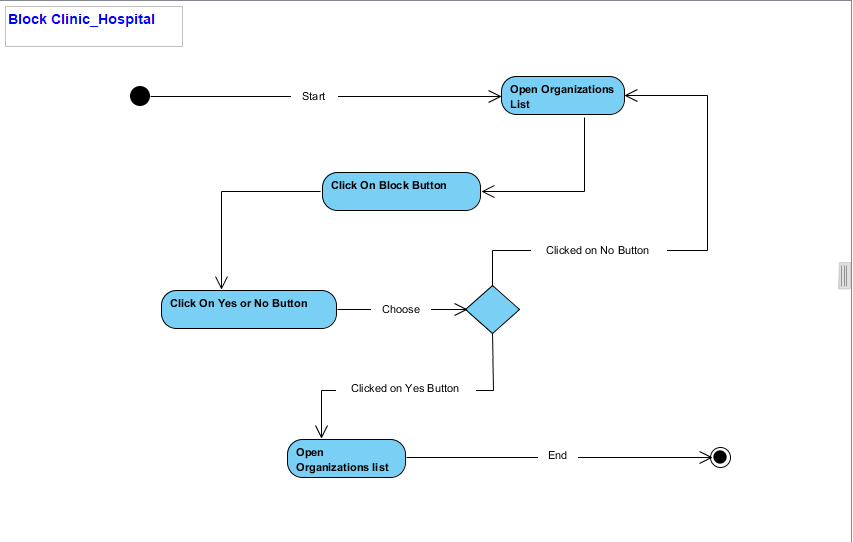 Block Clinic_Hospital
Start
Open Organizations
List
Click On Block Button
Clicked on No Button
Click On Yes or No Button
Choose
Clicked on Yes Button
Open
Organizations list
End